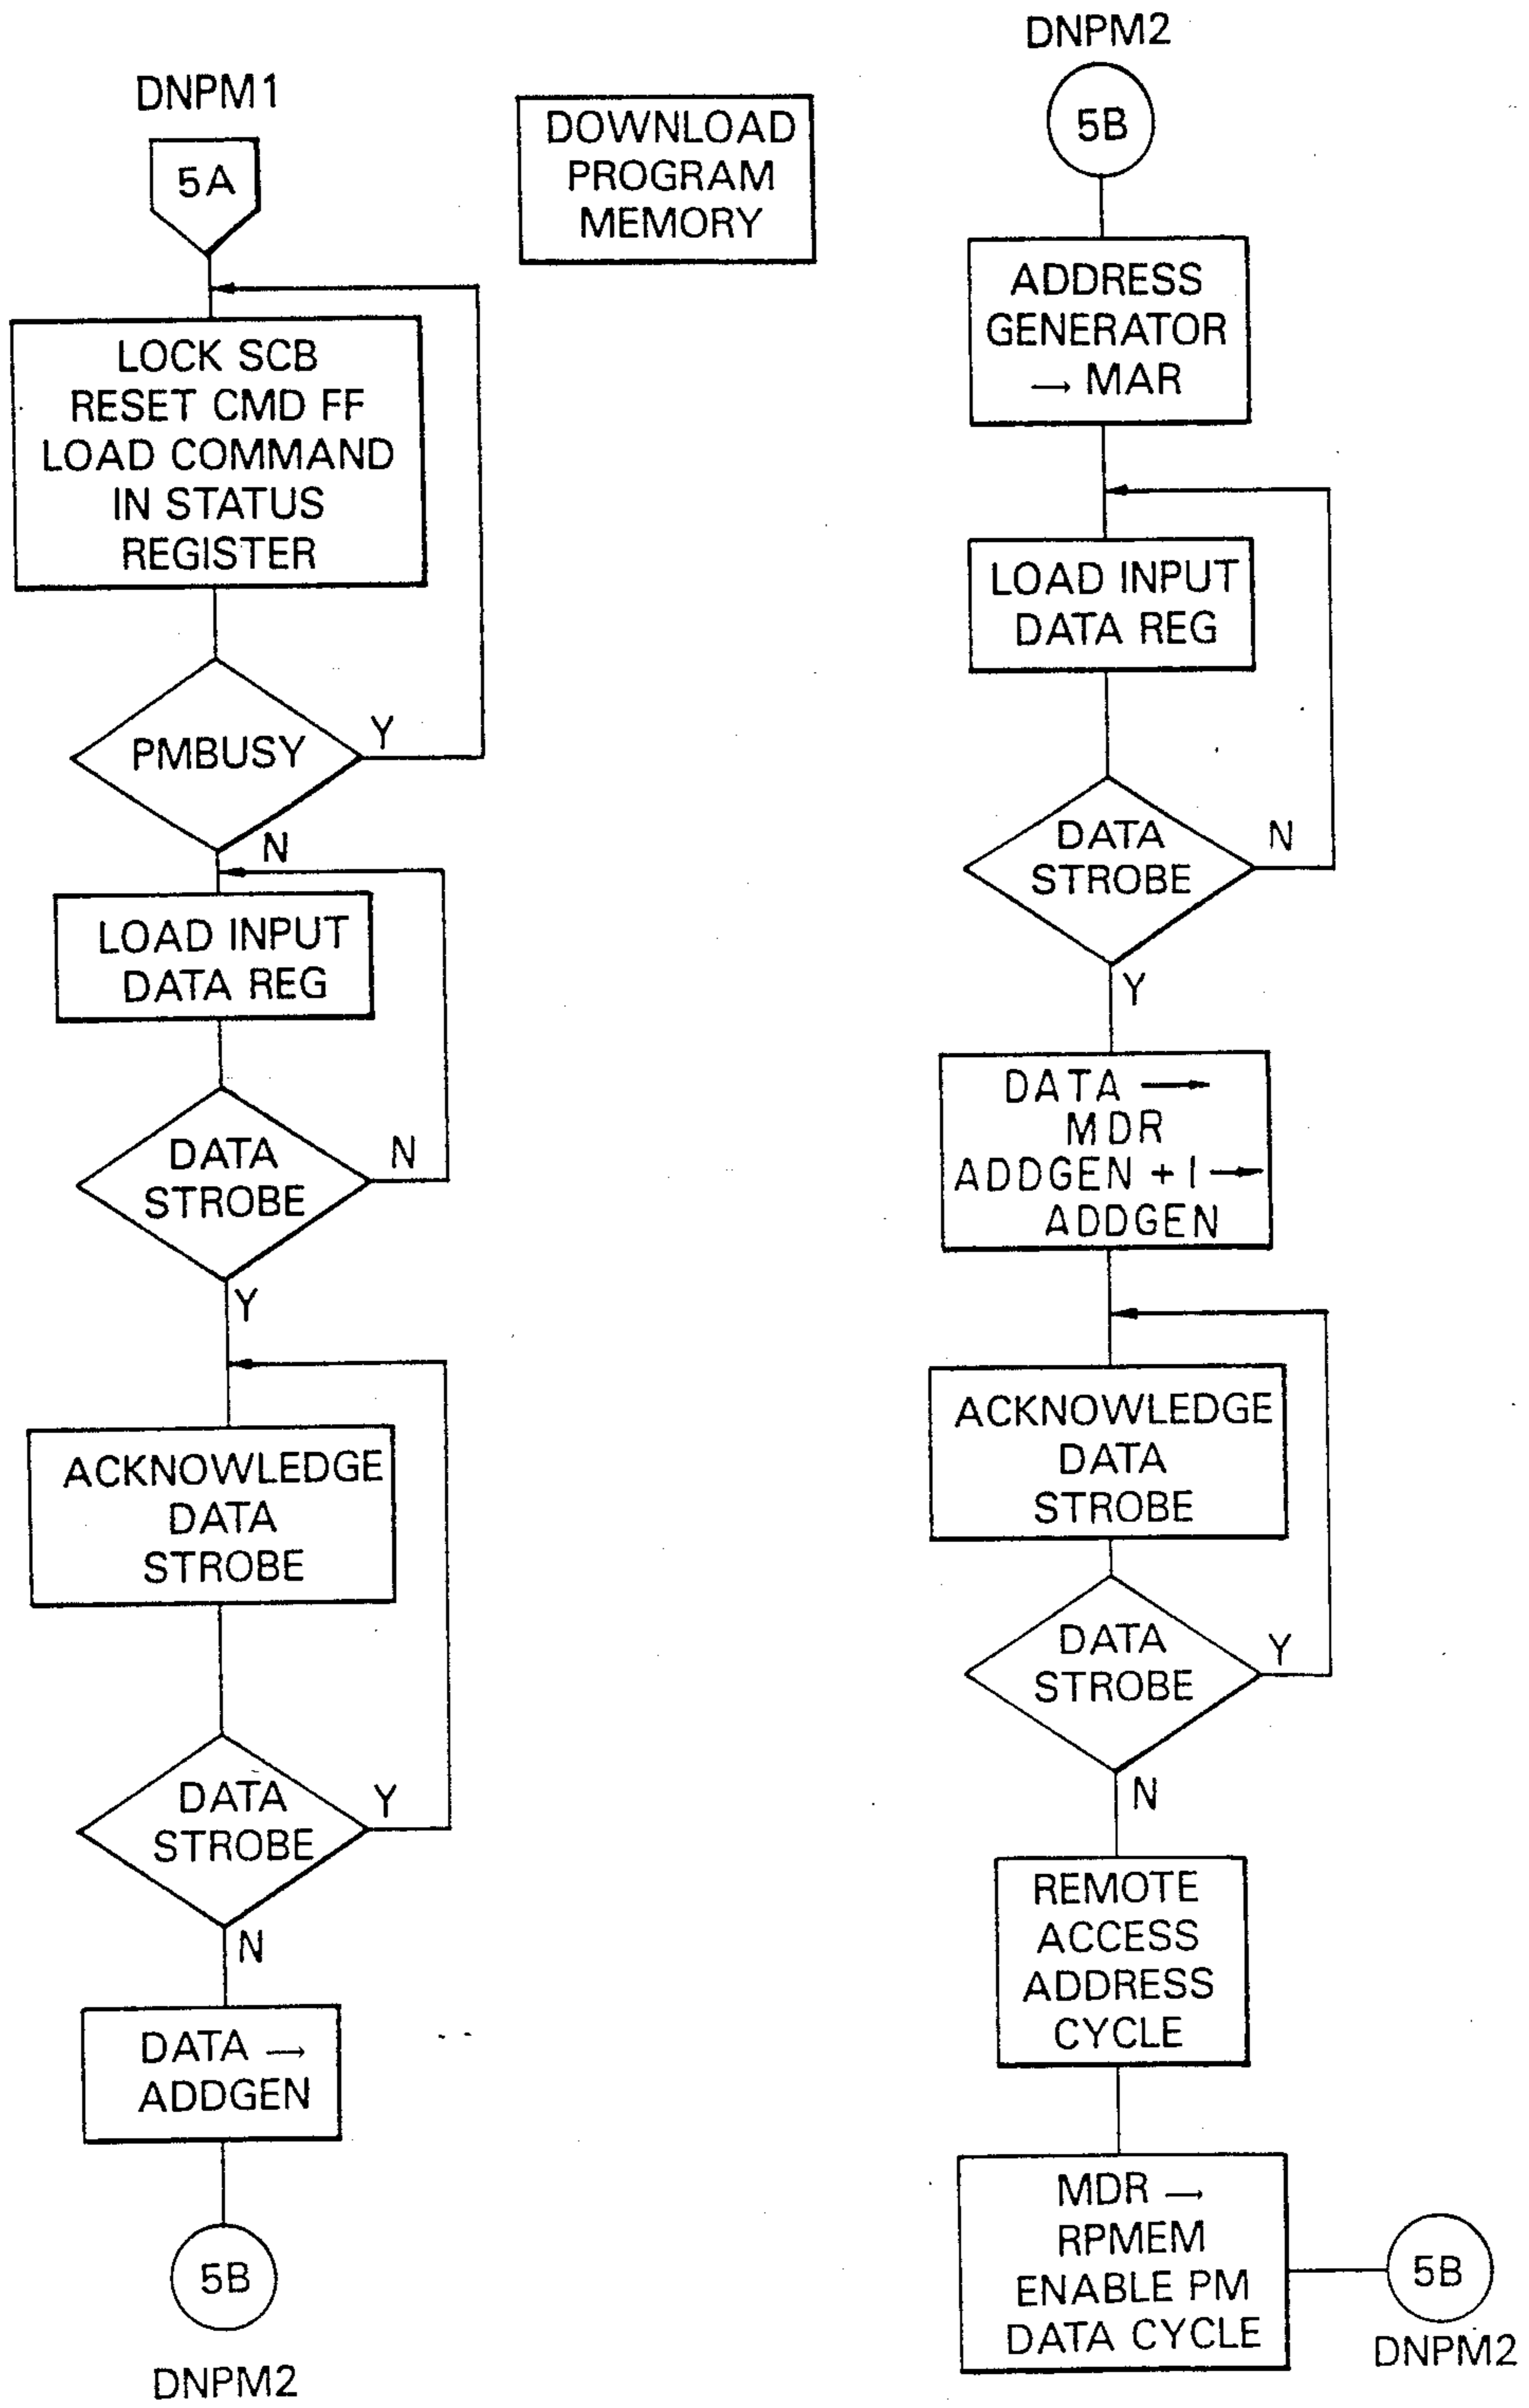 DNPM1
5A
DOWNLOAD
PROGRAM
MEMORY
LOCK SCB
RESET CMD FF
LOAD COMMAND
IN STATUS
REGISTER
PMBUSY
Y
N
LOAD INPUT
DATA REG
DATA
STROBE
N
Y
ACKNOWLEDGE
DATA
STROBE
DATA
STROBE
Y
N
DATA →
ADDGEN
5B
DNPM2
DNPM2
5B
ADDRESS
GENERATOR
→ MAR
LOAD INPUT
DATA REG
DATA
STROBE
N
Y
DATA →
MDR
ADDGEN + 1 →
ADDGEN
ACKNOWLEDGE
DATA
STROBE
DATA
STROBE
Y
N
REMOTE
ACCESS
ADDRESS
CYCLE
MDR →
RPMEM
ENABLE PM
DATA CYCLE
5B
DNPM2